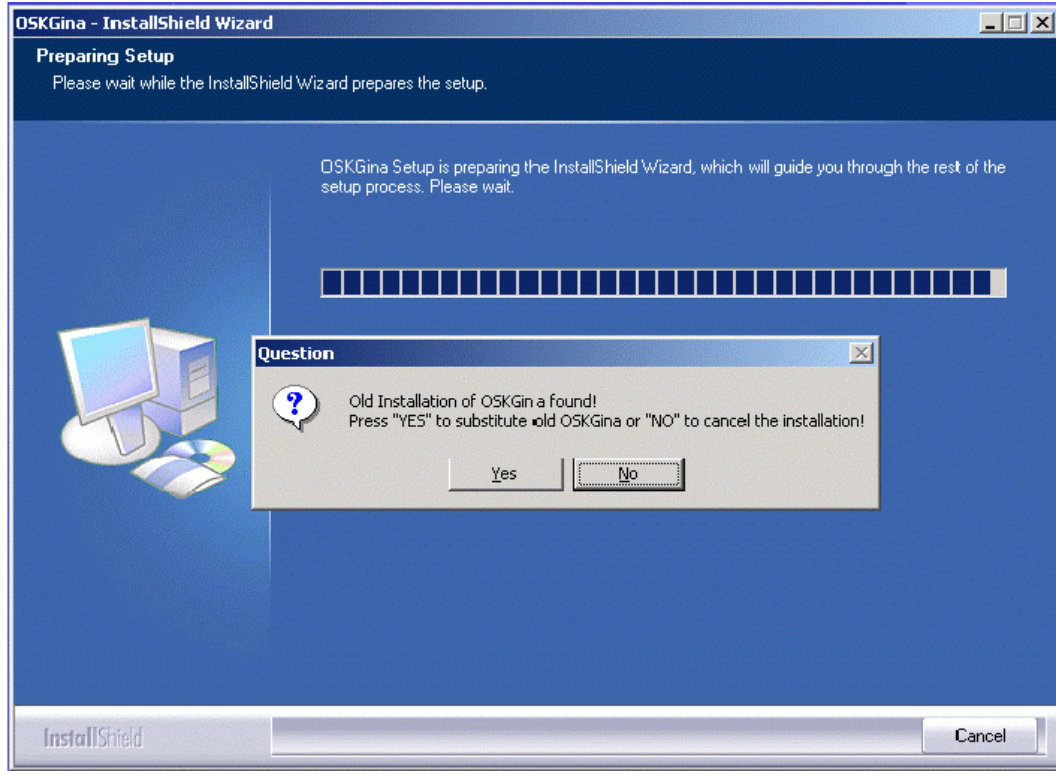 OSKGina - InstallShield Wizard
Preparing Setup
Please wait while the InstallShield Wizard prepares the setup.
OSKGina Setup is preparing the InstallShield Wizard, which will guide you through the rest of the
setup process. Please wait.
Question
Old Installation of OSKGina found!
Press "YES" to substitute old OSKGina or "NO" to cancel the installation!
Yes
No
InstallShield
Cancel